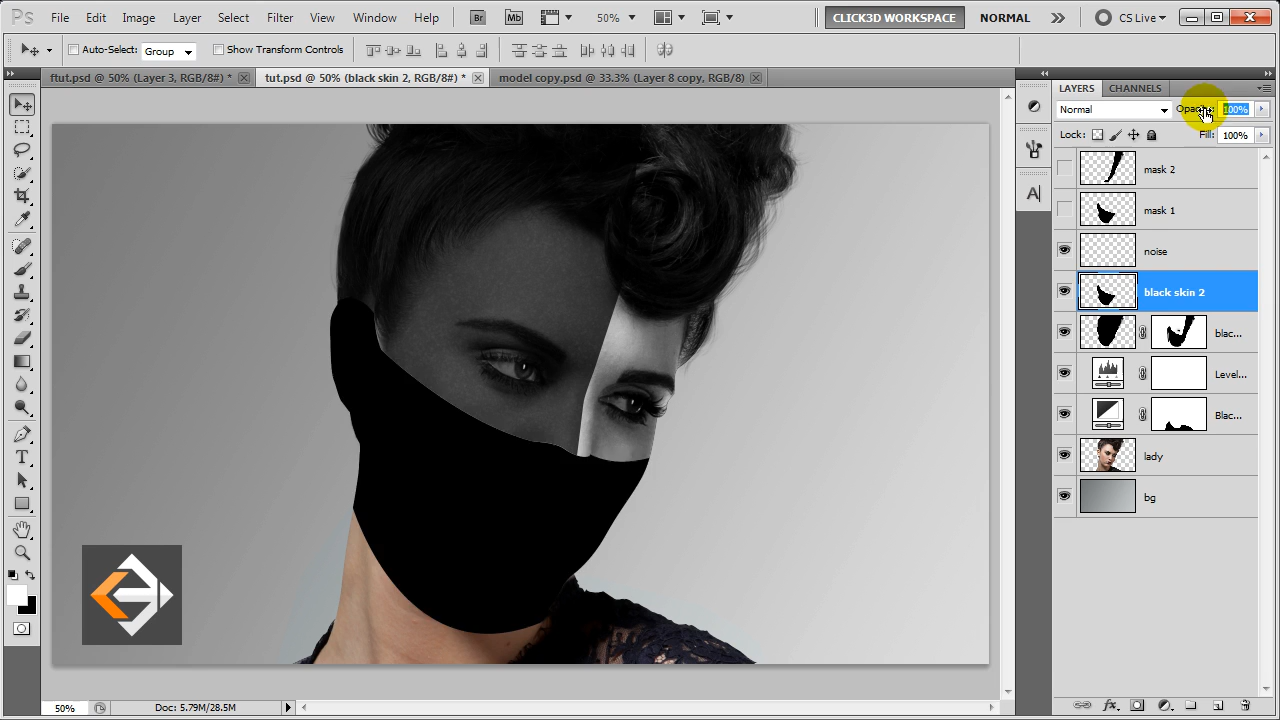 Ps File Edit Image Layer Select Filter View Window Help Br Mb 50% CLICK3D WORKSPACE NORMAL CS Live
Auto-Select: Group Show Transform Controls
ftut.psd @ 50% (Layer 3, RGB/8#) * tut.psd @ 50% (black skin 2, RGB/8#) * model copy.psd @ 33.3% (Layer 8 copy, RGB/8*)
LAYERS CHANNELS
Normal Opacity: 100%
Lock: Fill: 100%
mask 2
mask 1
noise
black skin 2
blac...
Level...
Blac...
lady
bg
50% Doc: 5.79M/28.5M